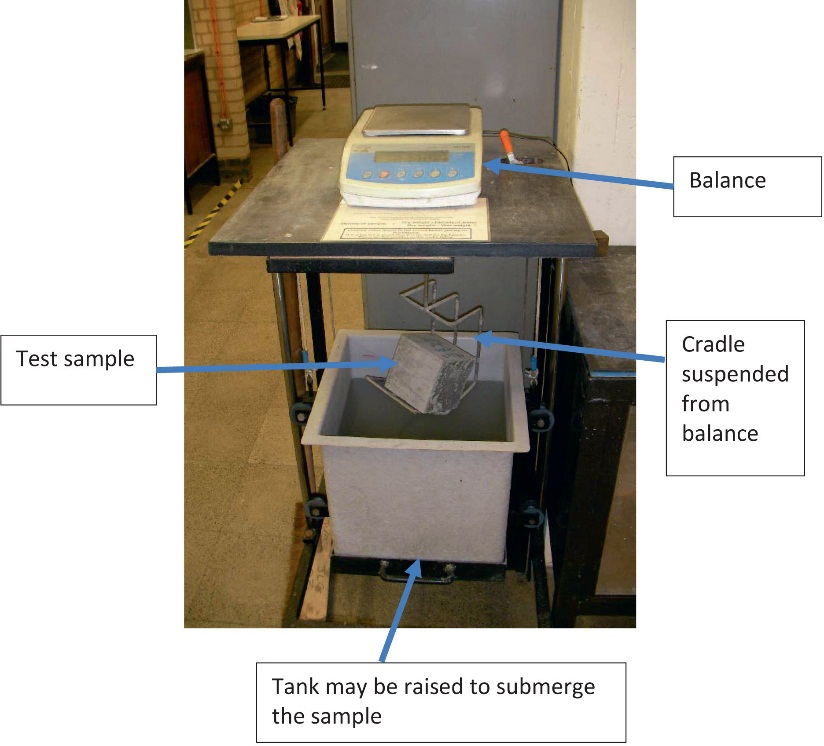 Balance
Test sample
Cradle
suspended
from
balance
Tank may be raised to submerge
the sample